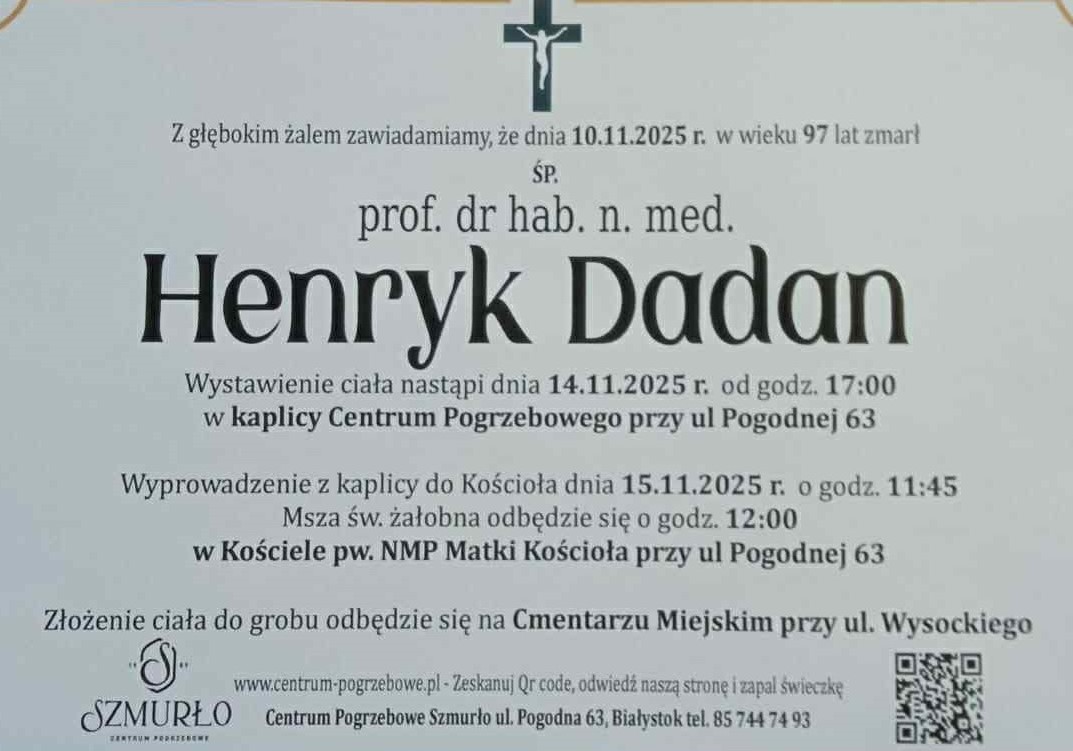 Z głębokim żalem zawiadamiamy, że dnia 10.11.2025 r. w wieku 97 lat zmarł
ŚP.
prof. dr hab. n. med.
Henryk Dadan
Wystawienie ciała nastąpi dnia 14.11.2025 r. od godz. 17:00
w kaplicy Centrum Pogrzebowego przy ul Pogodnej 63
Wyprowadzenie z kaplicy do Kościoła dnia 15.11.2025 r. o godz. 11:45
Msza św. żałobna odbędzie się o godz. 12:00
w Kościele pw. NMP Matki Kościoła przy ul Pogodnej 63
Złożenie ciała do grobu odbędzie się na Cmentarzu Miejskim przy ul. Wysockiego
www.centrum-pogrzebowe.pl - Zeskanuj Qr code, odwiedź naszą stronę i zapal świeczkę
SZMURŁO
CENTRUM POGRZEBOWE
Centrum Pogrzebowe Szmurło ul. Pogodna 63, Białystok tel. 85 744 74 93